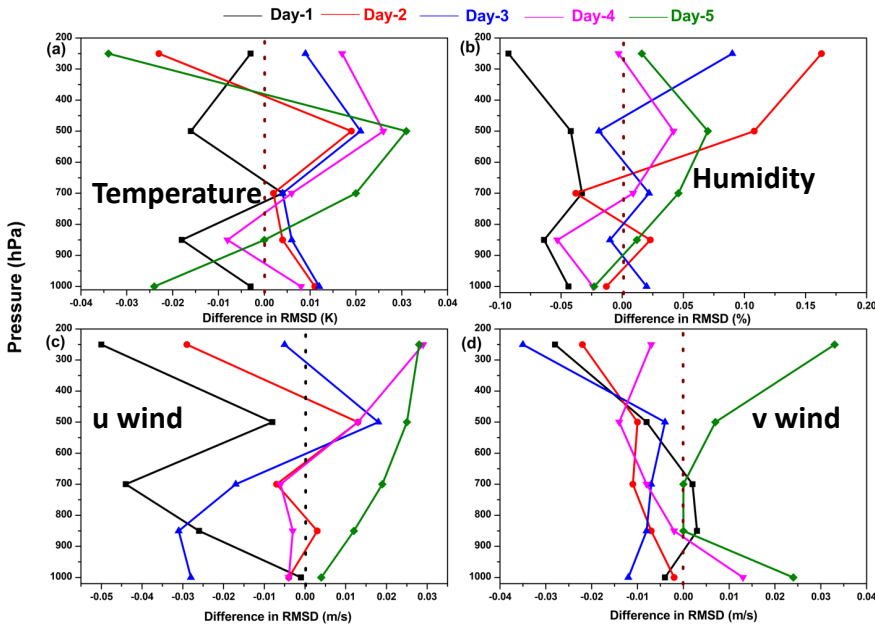 Day-1 Day-2 Day-3 Day-4 Day-5
Pressure (hPa)
(a)
Temperature
200
300
400
500
600
700
800
900
1000
-0.04 -0.03 -0.02 -0.01 0.00 0.01 0.02 0.03 0.04
Difference in RMSD (K)
(b)
Humidity
200
300
400
500
600
700
800
900
1000
-0.10 -0.05 0.00 0.05 0.10 0.15 0.20
Difference in RMSD (%)
(c)
u wind
200
300
400
500
600
700
800
900
1000
-0.05 -0.04 -0.03 -0.02 -0.01 0.00 0.01 0.02 0.03
Difference in RMSD (m/s)
(d)
v wind
200
300
400
500
600
700
800
900
1000
-0.04 -0.03 -0.02 -0.01 0.00 0.01 0.02 0.03 0.04
Difference in RMSD (m/s)